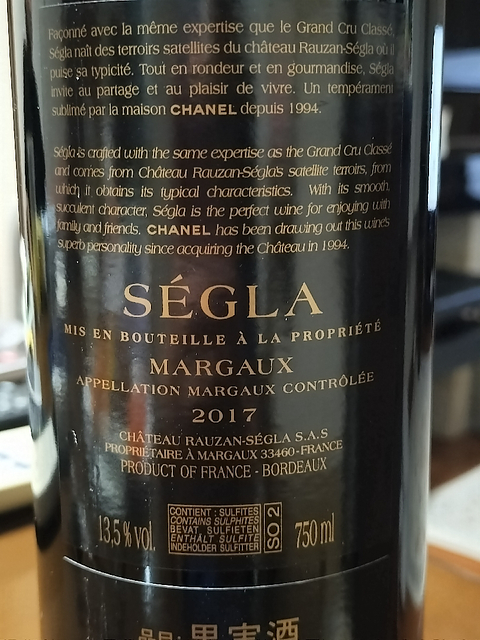 Façonné avec la même expertise que le Grand Cru Classé,
Ségla naît des terroirs satellites du château Rauzan-Ségla où il
puise sa typicité. Tout en rondeur et en gourmandise, Ségla
invite au partage et au plaisir de vivre. Un tempérament
sublimé par la maison CHANEL depuis 1994.
Ségla is crafted with the same expertise as the Grand Cru Classé
and comes from Château Rauzan-Ségla's satellite terroirs, from
which it obtains its typical characteristics. With its smooth,
succulent character, Ségla is the perfect wine for enjoying with
family and friends. CHANEL has been drawing out this wine's
superb personality since acquiring the Château in 1994.
SÉGLA
MIS EN BOUTEILLE À LA PROPRIÉTÉ
MARGAUX
APPELLATION MARGAUX CONTRÔLÉE
2017
CHÂTEAU RAUZAN-SÉGLA S.A.S
PROPRIÉTAIRE À MARGAUX 33460-FRANCE
PRODUCT OF FRANCE - BORDEAUX
13,5 % vol.
CONTIENT : SULFITES
CONTAINS SULPHITES
BEVAT SULFIETEN
ENTHÄLT SULFITE
INDEHOLDER SULFITTER
SO2
750 ml
品目: 果実酒